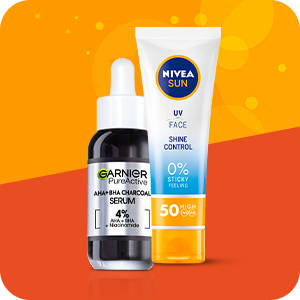 NIVEA
SUN
UV
FACE
SHINE
CONTROL
0%
STICKY
FEELING
50 HIGH
GARNIER
PureActive
AHA+BHA CHARCOAL
SERUM
4%
AHA + BHA
+ Niacinamide